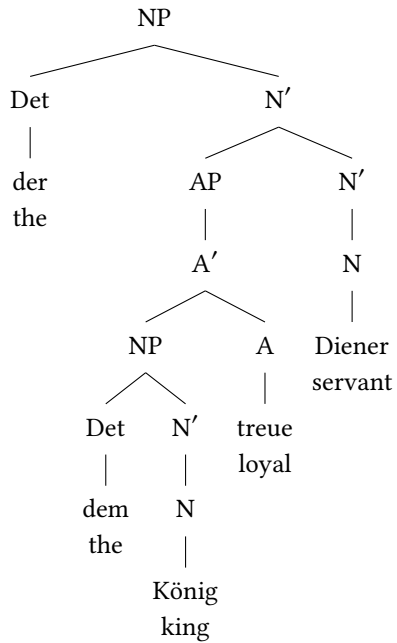 NP
Det N′
der AP N′
the
A′ N
NP A Diener
servant
Det N′ treue
loyal
dem N
the
König
king